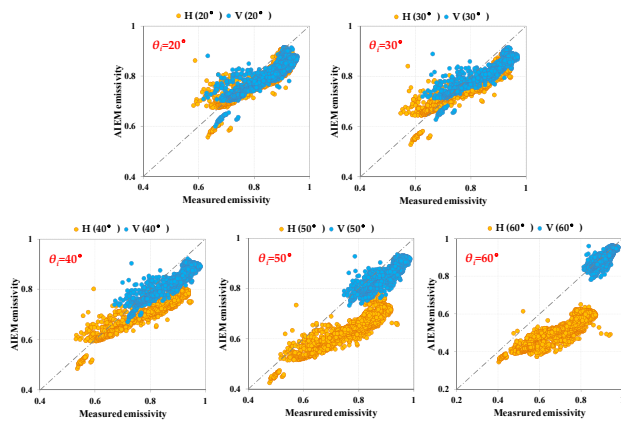 H (20°) V (20°)
θi=20°
AIEM emissivity
1
0.8
0.6
0.4
0.4 0.6 0.8 1
Measured emissivity
H (30°) V (30°)
θi=30°
AIEM emissivity
1
0.8
0.6
0.4
0.4 0.6 0.8 1
Measured emissivity
H (40°) V (40°)
θi=40°
AIEM emissivity
1
0.8
0.6
0.4
0.4 0.6 0.8 1
Measured emissivity
H (50°) V (50°)
θi=50°
AIEM emissivity
1
0.8
0.6
0.4
0.4 0.6 0.8 1
Measured emissivity
H (60°) V (60°)
θi=60°
AIEM emissivity
1
0.8
0.6
0.4
0.2
0.2 0.4 0.6 0.8 1
Measured emissivity